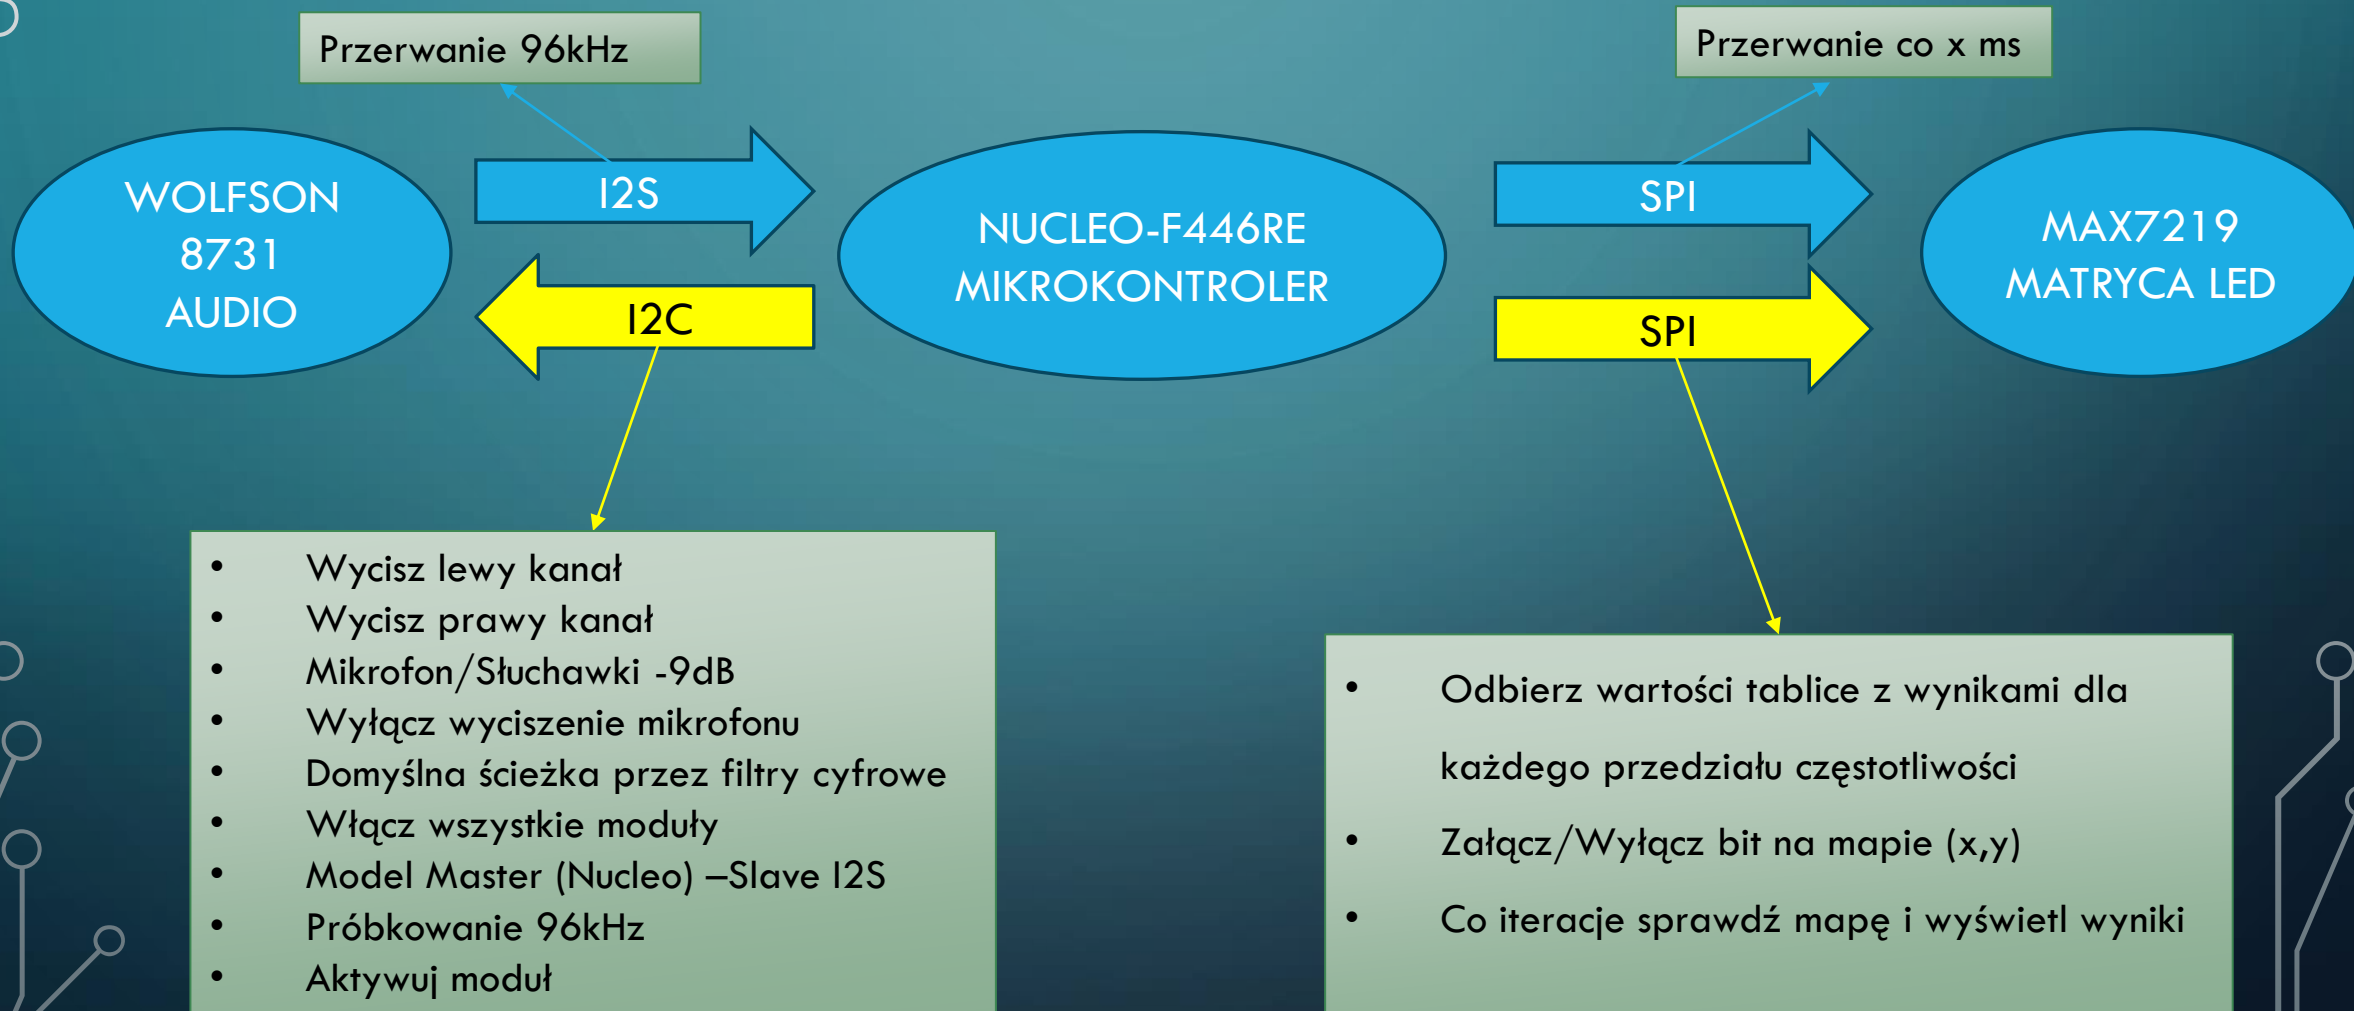 Przerwanie 96kHz
Przerwanie co x ms
WOLFSON
8731
AUDIO
I2S
I2C
NUCLEO-F446RE
MIKROKONTROLER
SPI
SPI
MAX7219
MATRYCA LED
• Wycisz lewy kanał
• Wycisz prawy kanał
• Mikrofon/Słuchawki -9dB
• Wyłącz wyciszenie mikrofonu
• Domyślna ścieżka przez filtry cyfrowe
• Włącz wszystkie moduły
• Model Master (Nucleo) –Slave I2S
• Próbkowanie 96kHz
• Aktywuj moduł
• Odbierz wartości tablice z wynikami dla
każdego przedziału częstotliwości
• Załącz/Wyłącz bit na mapie (x,y)
• Co iteracje sprawdź mapę i wyświetl wyniki